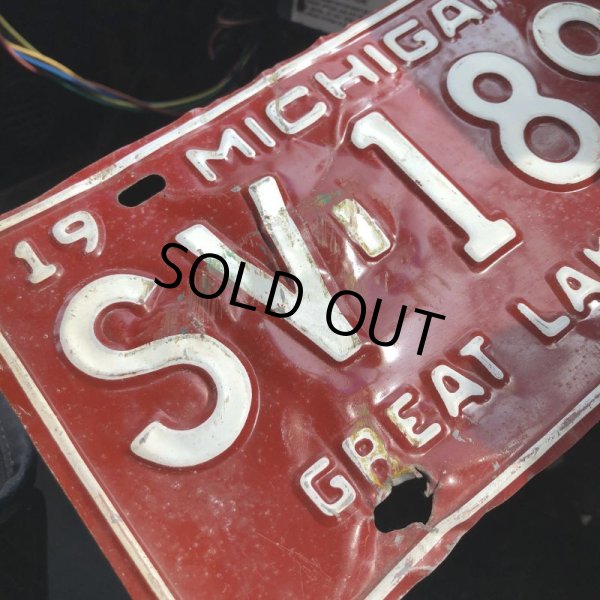 19 MICHIGAN
SV-18
GREAT LA
SOLD OUT